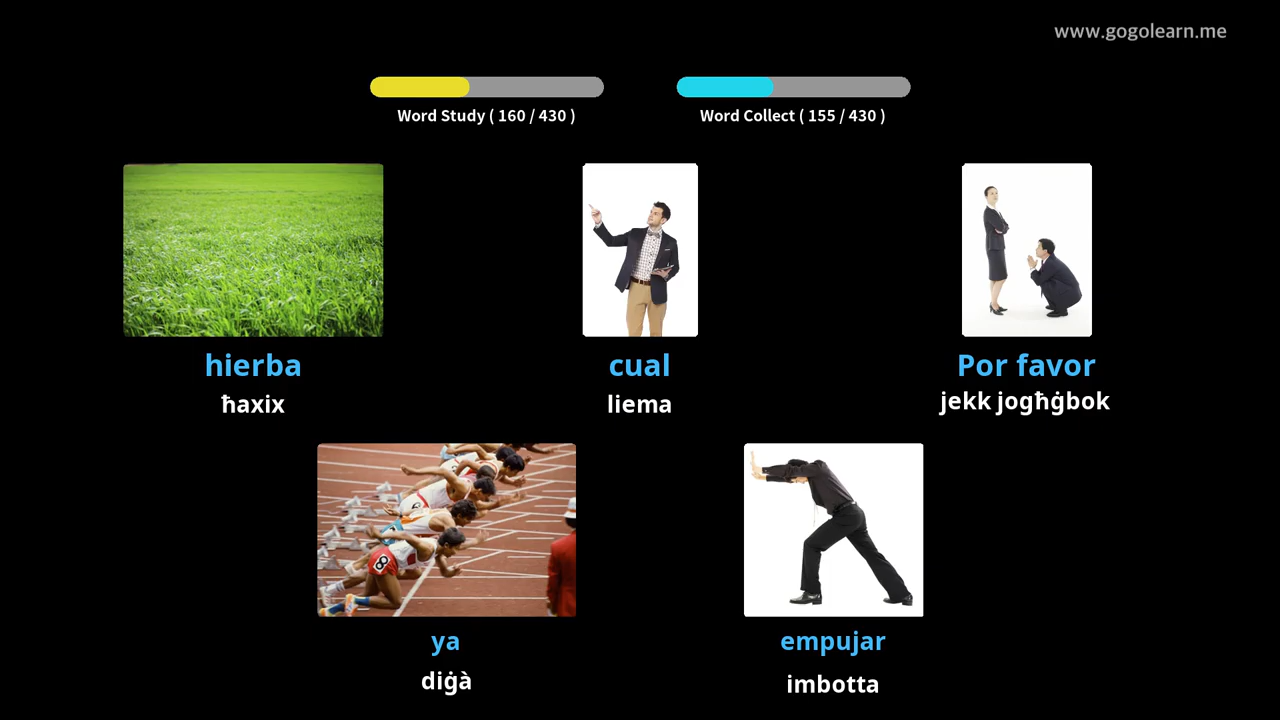 www.gogolearn.me
Word Study ( 160 / 430 )
Word Collect ( 155 / 430 )
hierba
ħaxix
cual
liema
Por favor
jekk jogħġbok
8
ya
diġà
empujar
imbotta